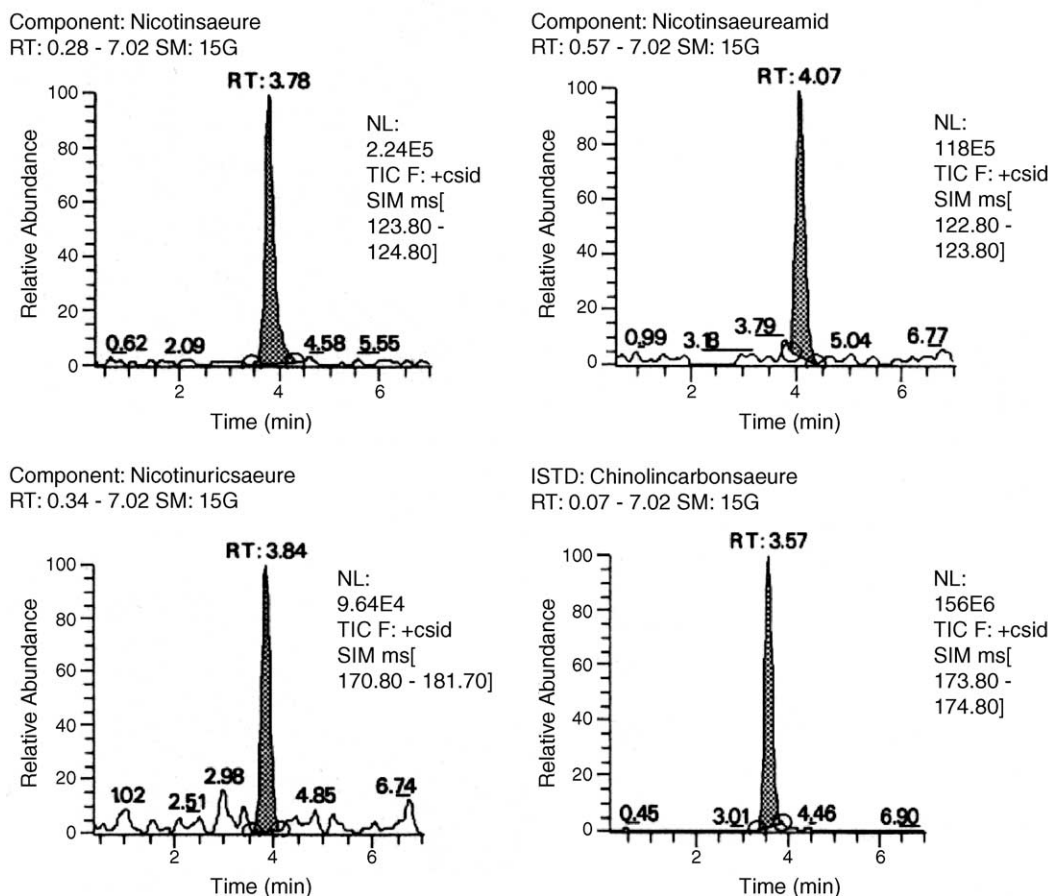 Component: Nicotinsaeure
RT: 0.28 - 7.02 SM: 15G
RT: 3.78
NL:
2.24E5
TIC F: +csid
SIM ms[
123.80 -
124.80]
Relative Abundance
100
80
60
40
20
0
0.62 2.09 4.58 5.55
2 4 6
Time (min)
Component: Nicotinsaeureamid
RT: 0.57 - 7.02 SM: 15G
RT: 4.07
NL:
118E5
TIC F: +csid
SIM ms[
122.80 -
123.80]
Relative Abundance
100
80
60
40
20
0
0.99 3.18 3.79 5.04 6.77
2 4 6
Time (min)
Component: Nicotinuricsaeure
RT: 0.34 - 7.02 SM: 15G
RT: 3.84
NL:
9.64E4
TIC F: +csid
SIM ms[
170.80 - 181.70]
Relative Abundance
100
80
60
40
20
0
1.02 2.51 2.98 4.85 6.74
2 4 6
Time (min)
ISTD: Chinolincarbonsaeure
RT: 0.07 - 7.02 SM: 15G
RT: 3.57
NL:
156E6
TIC F: +csid
SIM ms[
173.80 -
174.80]
Relative Abundance
100
80
60
40
20
0
0.45 3.01 4.46 6.90
2 4 6
Time (min)